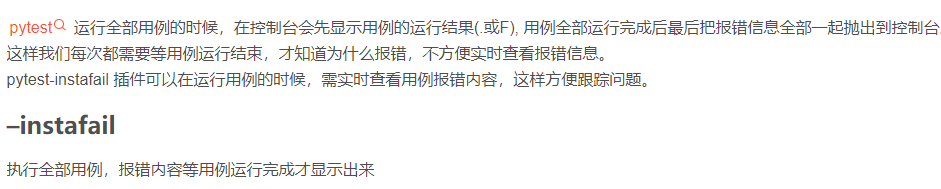 pytest 运行全部用例的时候，在控制台会先显示用例的运行结果(.或F), 用例全部运行完成后最后把报错信息全部一起抛出到控制台
这样我们每次都需要等用例运行结束，才知道为什么报错，不方便实时查看报错信息。
pytest-instafail 插件可以在运行用例的时候，需实时查看用例报错内容，这样方便跟踪问题。
–instafail
执行全部用例，报错内容等用例运行完成才显示出来